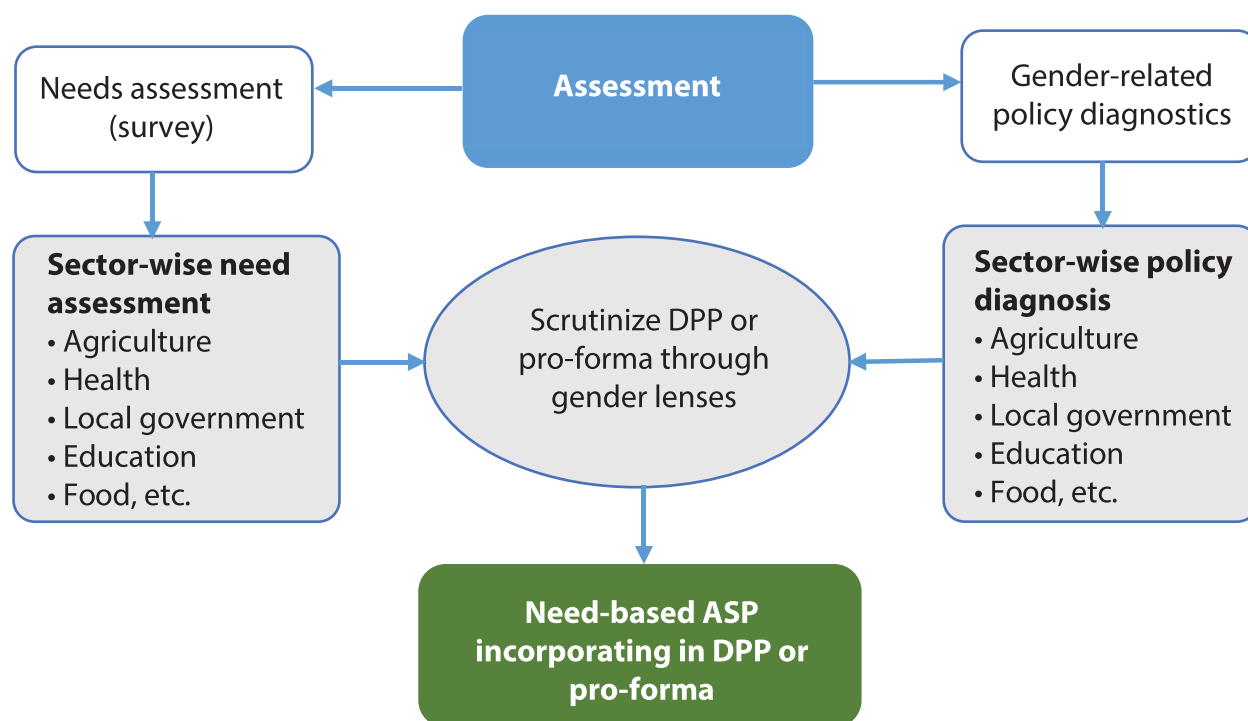 Assessment
Needs assessment
(survey)
Gender-related
policy diagnostics
Sector-wise need
assessment
• Agriculture
• Health
• Local government
• Education
• Food, etc.
Scrutinize DPP or
pro-forma through
gender lenses
Sector-wise policy
diagnosis
• Agriculture
• Health
• Local government
• Education
• Food, etc.
Need-based ASP
incorporating in DPP or
pro-forma